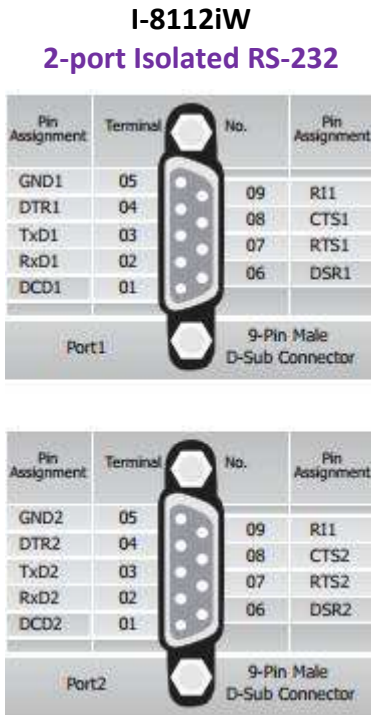 I-8112iW
2-port Isolated RS-232
Pin Assignment Terminal No. Pin Assignment
GND1 05
09 RI1
DTR1 04
08 CTS1
TxD1 03
07 RTS1
RxD1 02
06 DSR1
DCD1 01
Port1 9-Pin Male
D-Sub Connector
Pin Assignment Terminal No. Pin Assignment
GND2 05
09 RI1
DTR2 04
08 CTS2
TxD2 03
07 RTS2
RxD2 02
06 DSR2
DCD2 01
Port2 9-Pin Male
D-Sub Connector